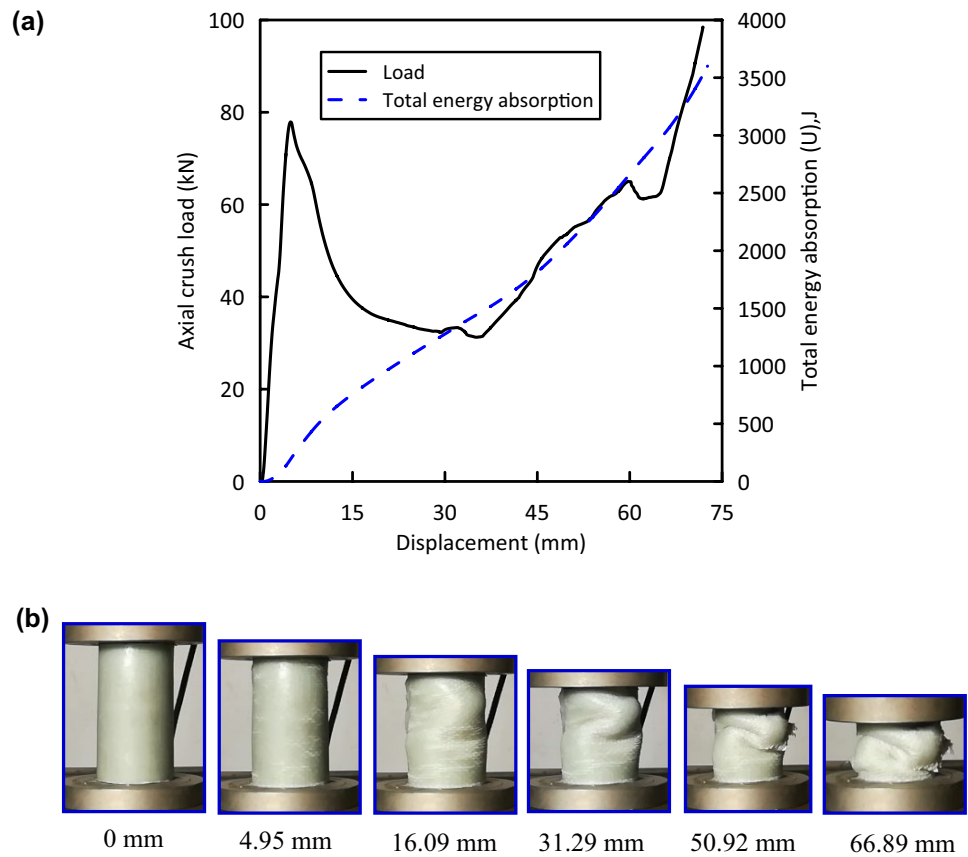 (a)
100
80
60
40
20
0
Axial crush load (kN)
Load
Total energy absorption
4000
3500
3000
2500
2000
1500
1000
500
0
Total energy absorption (U),J
0 15 30 45 60 75
Displacement (mm)
(b)
0 mm 4.95 mm 16.09 mm 31.29 mm 50.92 mm 66.89 mm